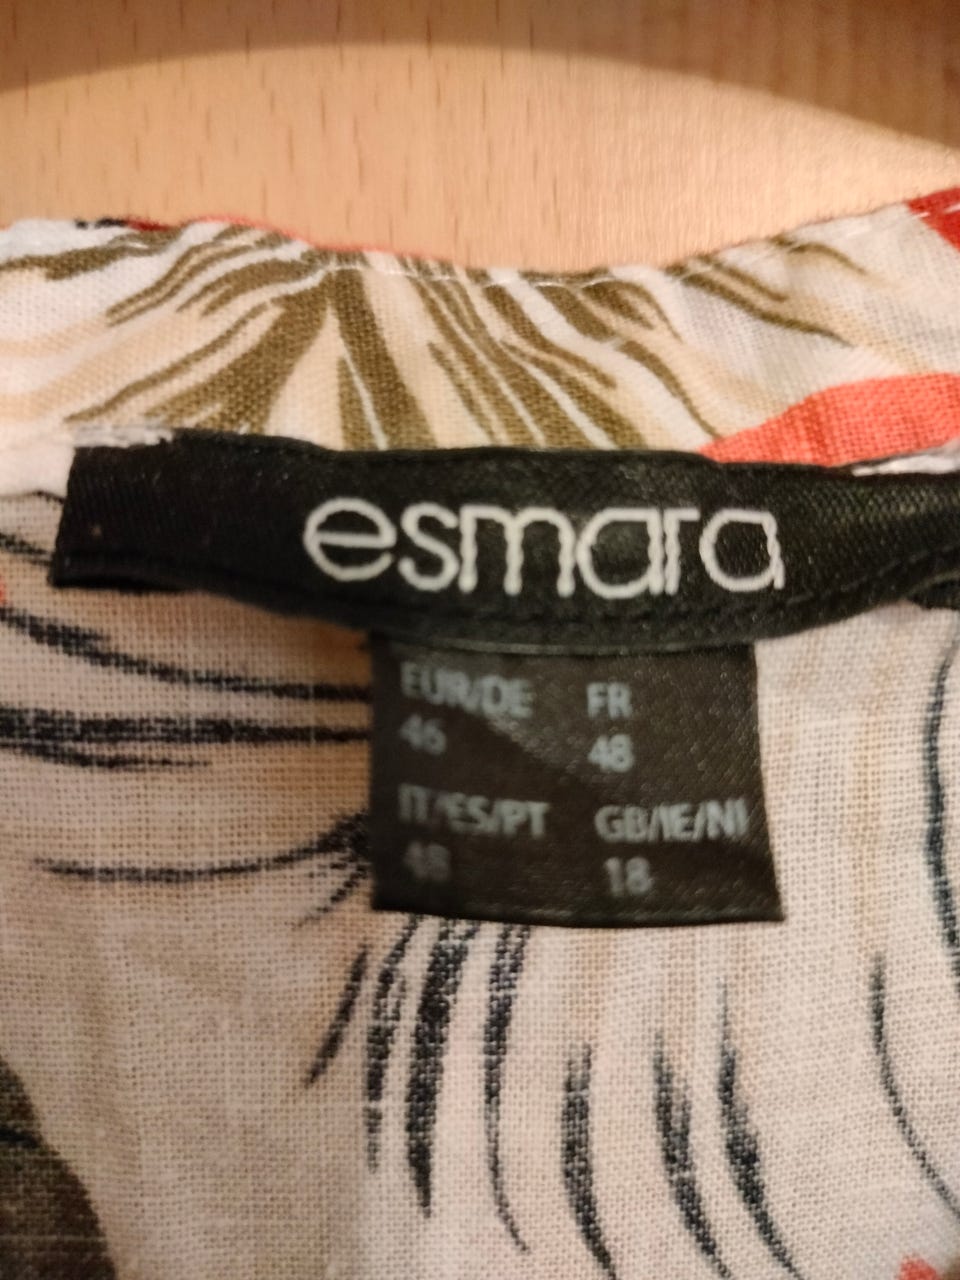 esmara
EUR/DE FR
46 48
IT/ES/PT GB/IE/NI
48 18